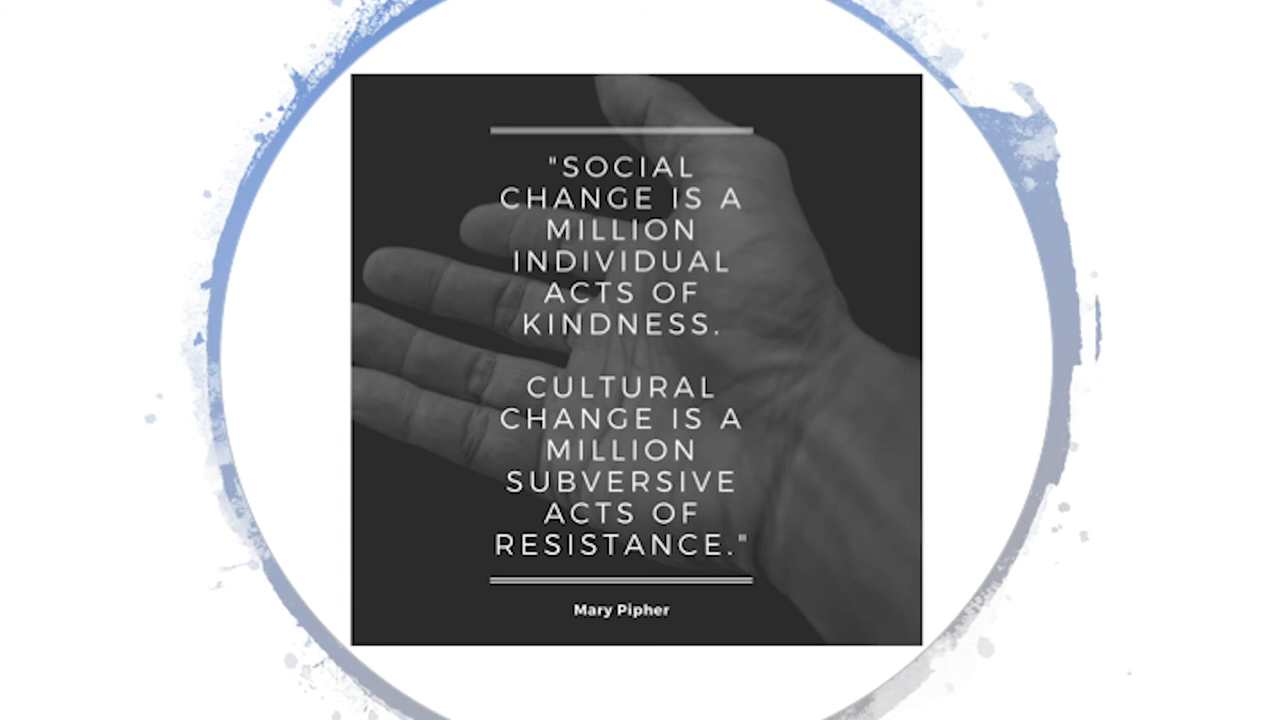 "SOCIAL
CHANGE IS A
MILLION
INDIVIDUAL
ACTS OF
KINDNESS.
CULTURAL
CHANGE IS A
MILLION
SUBVERSIVE
ACTS OF
RESISTANCE."
Mary Pipher